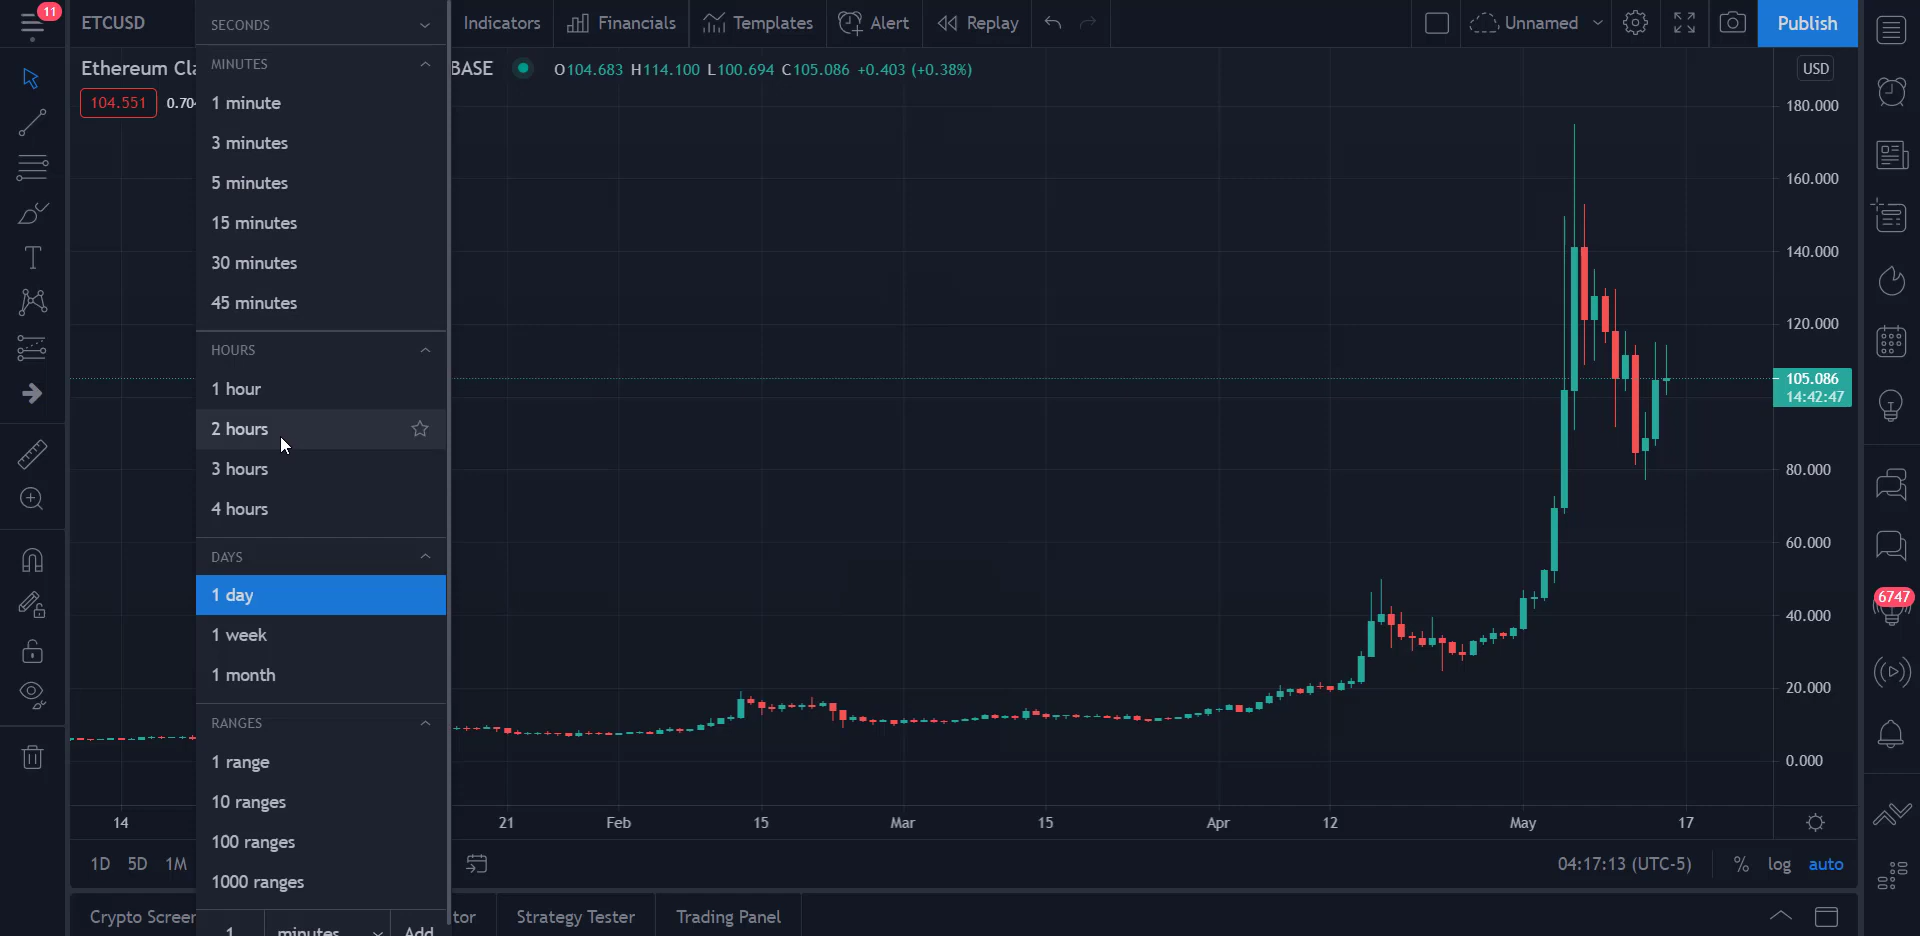 11
ETCUSD
SECONDS
Indicators
Financials
Templates
Alert
Replay
Unnamed
Publish
Ethereum Cla
BASE
O104.683 H114.100 L100.694 C105.086 +0.403 (+0.38%)
USD
104.551
0.704
MINUTES
1 minute
3 minutes
5 minutes
15 minutes
30 minutes
45 minutes
HOURS
1 hour
2 hours
3 hours
4 hours
DAYS
1 day
1 week
1 month
RANGES
1 range
10 ranges
100 ranges
1000 ranges
1 minutes Add
180.000
160.000
140.000
120.000
105.086
14:42:47
80.000
60.000
40.000
20.000
0.000
6747
14
21
Feb
15
Mar
15
Apr
12
May
17
1D 5D 1M
04:17:13 (UTC-5)
% log auto
Crypto Screen
tor
Strategy Tester
Trading Panel